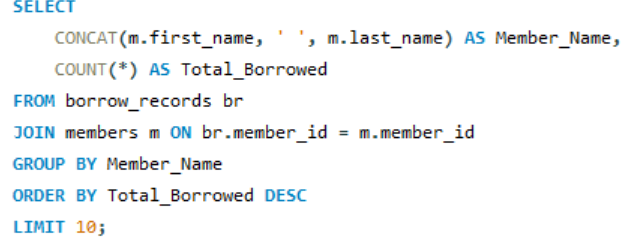 SELECT
    CONCAT(m.first_name, ' ', m.last_name) AS Member_Name,
    COUNT(*) AS Total_Borrowed
FROM borrow_records br
JOIN members m ON br.member_id = m.member_id
GROUP BY Member_Name
ORDER BY Total_Borrowed DESC
LIMIT 10;